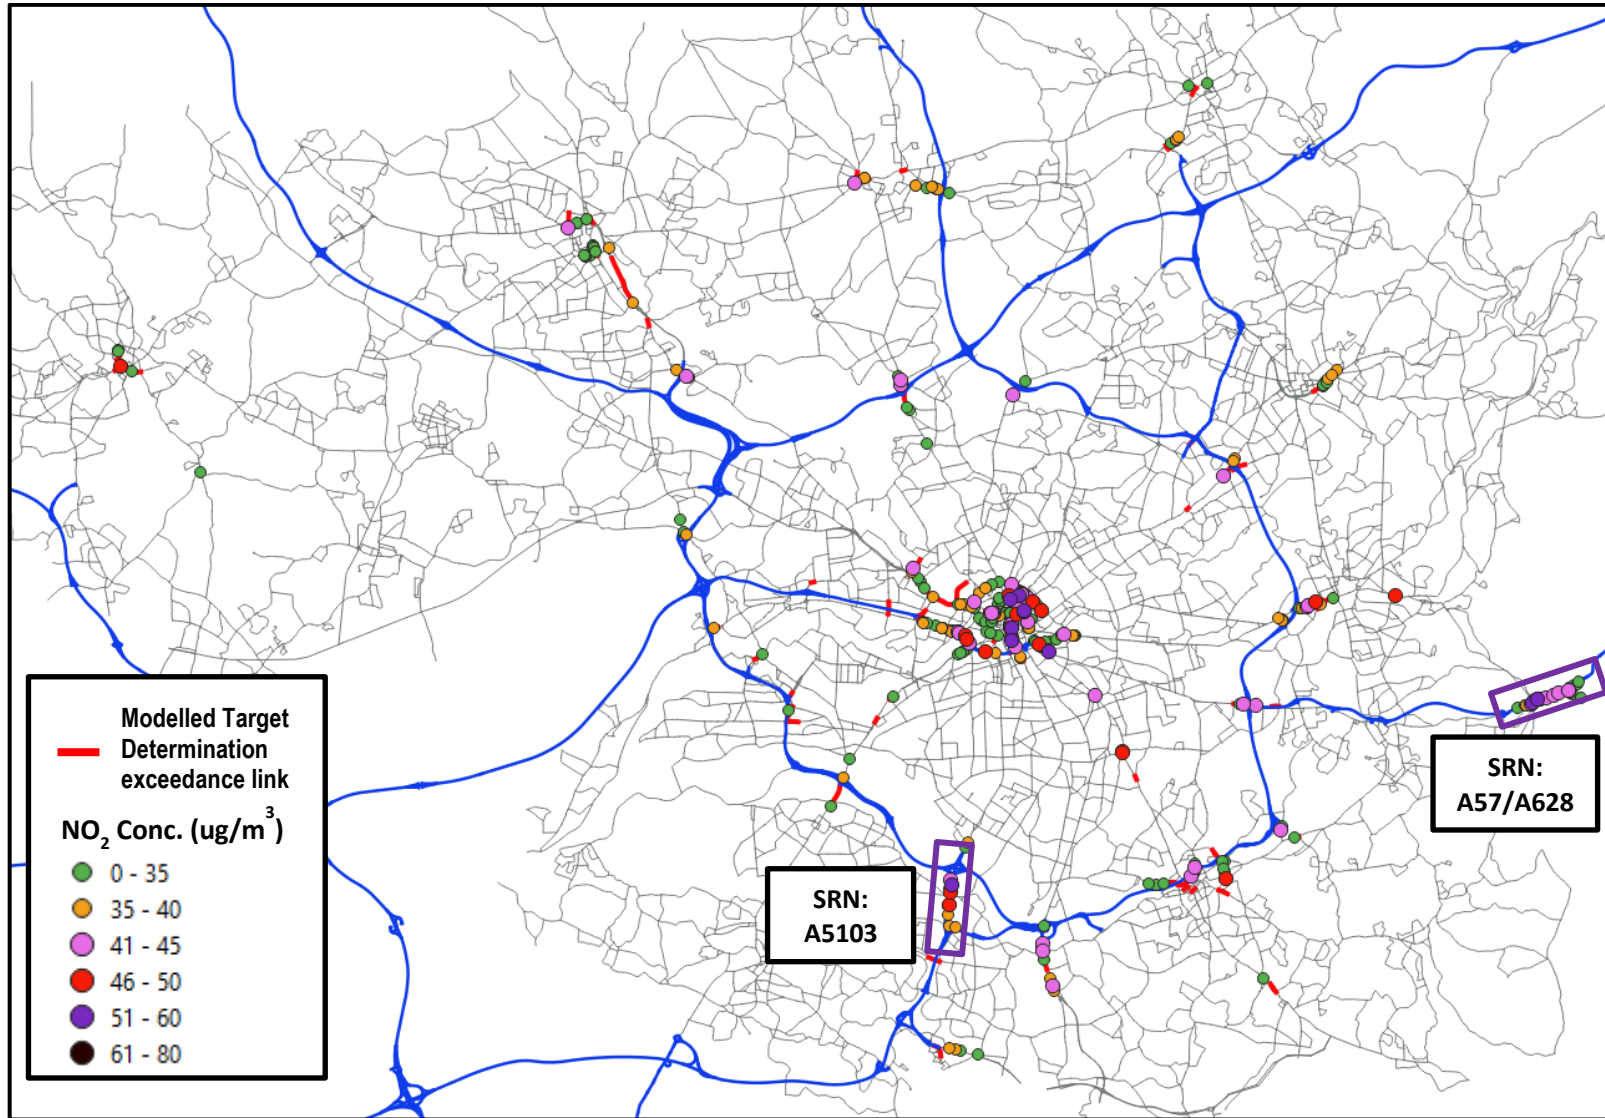 Modelled Target
Determination
exceedance link
NO₂ Conc. (ug/m³)
0 - 35
35 - 40
41 - 45
46 - 50
51 - 60
61 - 80
SRN:
A5103
SRN:
A57/A628